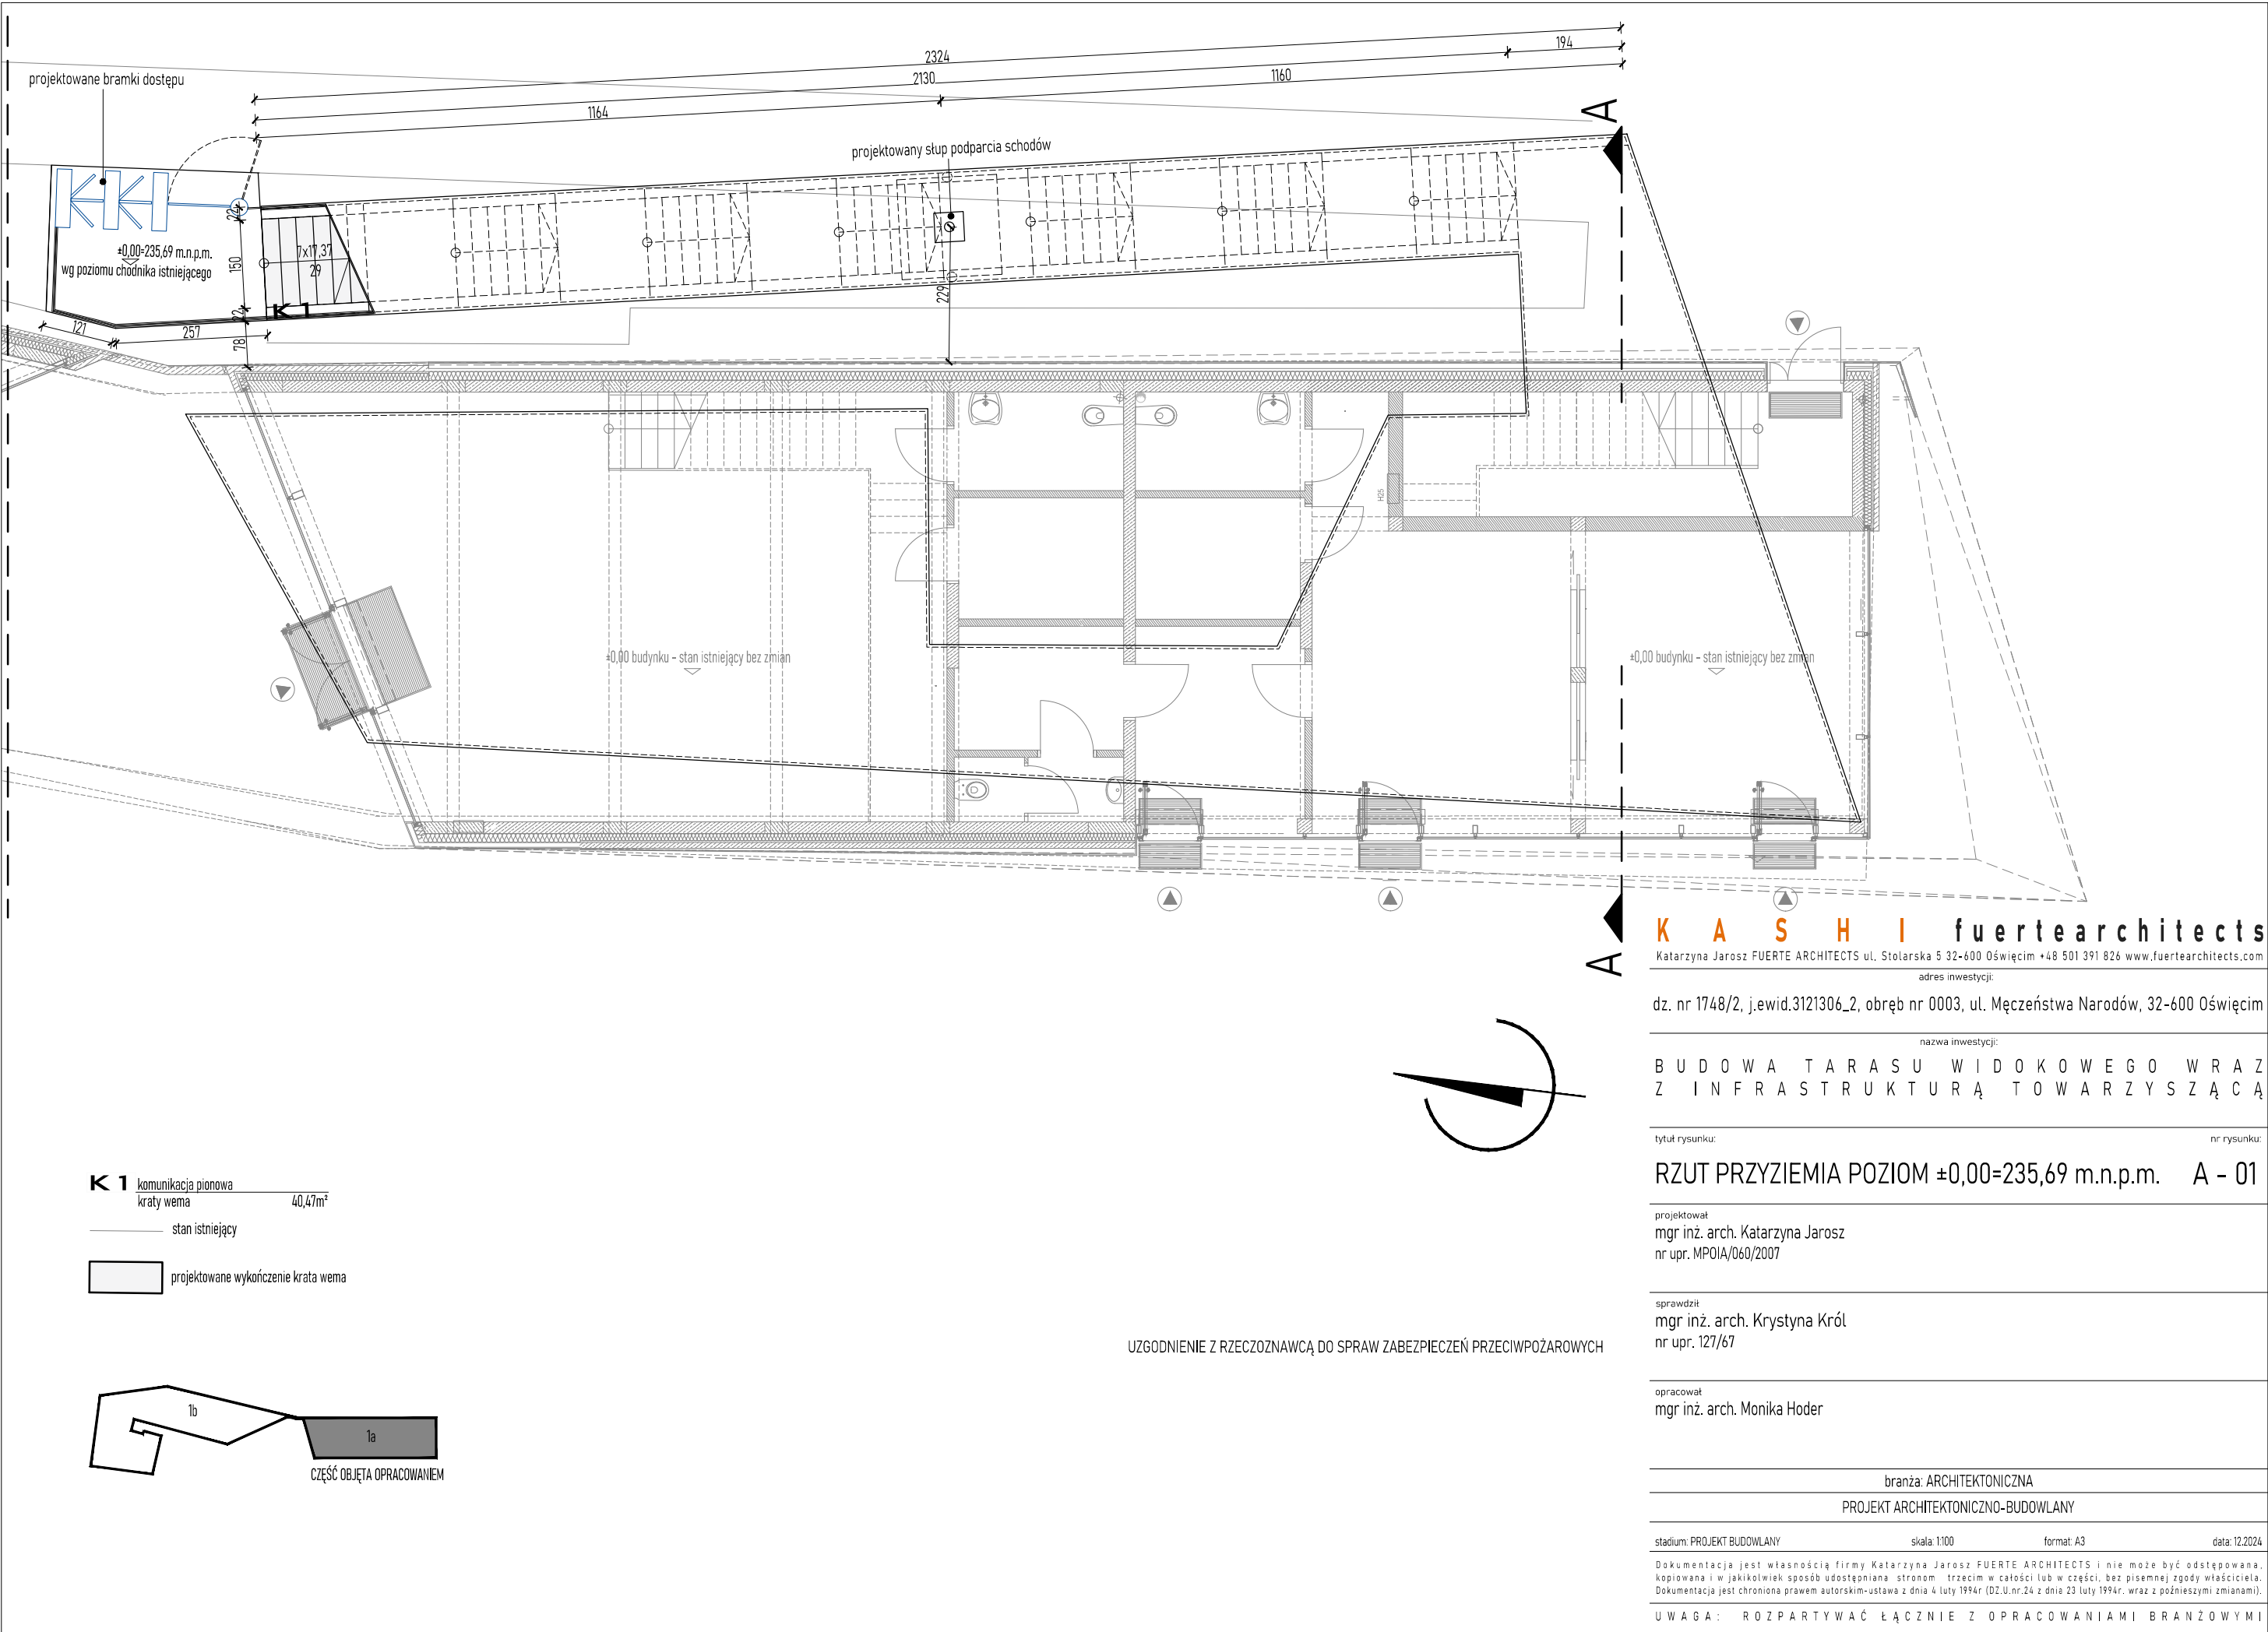 2324
194
2130
1160
1164
projektowane bramki dostępu
projektowany słup podparcia schodów
A
22
±0,00=235,69 m.n.p.m.
wg poziomu chodnika istniejącego
150
7x17,37
29
K 1
22
229
121
257
78
H25
±0,00 budynku - stan istniejący bez zmian
±0,00 budynku - stan istniejący bez zmian
A
K A S H I fuertearchitects
Katarzyna Jarosz FUERTE ARCHITECTS ul. Stolarska 5 32-600 Oświęcim +48 501 391 826 www.fuertearchitects.com
adres inwestycji:
dz. nr 1748/2, j.ewid.3121306_2, obręb nr 0003, ul. Męczeństwa Narodów, 32-600 Oświęcim
nazwa inwestycji:
BUDOWA TARASU WIDOKOWEGO WRAZ
Z INFRASTRUKTURĄ TOWARZYSZĄCĄ
tytuł rysunku:
nr rysunku:
RZUT PRZYZIEMIA POZIOM ±0,00=235,69 m.n.p.m. A - 01
projektował
mgr inż. arch. Katarzyna Jarosz
nr upr. MPOIA/060/2007
sprawdził
mgr inż. arch. Krystyna Król
nr upr. 127/67
opracował
mgr inż. arch. Monika Hoder
branża: ARCHITEKTONICZNA
PROJEKT ARCHITEKTONICZNO-BUDOWLANY
stadium: PROJEKT BUDOWLANY skala: 1:100 format: A3 data: 12.2024
Dokumentacja jest własnością firmy Katarzyna Jarosz FUERTE ARCHITECTS i nie może być odstępowana,
kopiowana i w jakikolwiek sposób udostępniana stronom trzecim w całości lub w części, bez pisemnej zgody właściciela.
Dokumentacja jest chroniona prawem autorskim-ustawa z dnia 4 luty 1994r (DZ.U.nr.24 z dnia 23 luty 1994r. wraz z poźnieszymi zmianami).
UWAGA: ROZPARTYWAĆ ŁĄCZNIE Z OPRACOWANIAMI BRANŻOWYMI
K 1 komunikacja pionowa
kraty wema 40,47m²
stan istniejący
projektowane wykończenie krata wema
UZGODNIENIE Z RZECZOZNAWCĄ DO SPRAW ZABEZPIECZEŃ PRZECIWPOŻAROWYCH
1b
1a
CZĘŚĆ OBJĘTA OPRACOWANIEM